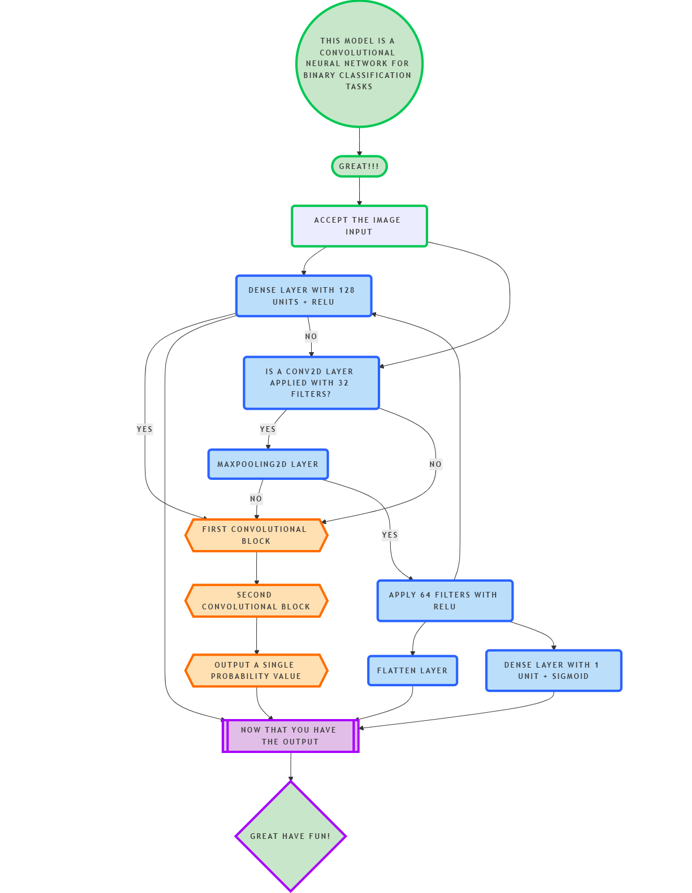 THIS MODEL IS A
CONVOLUTIONAL
NEURAL NETWORK FOR
BINARY CLASSIFICATION
TASKS
GREAT!!!
ACCEPT THE IMAGE
INPUT
DENSE LAYER WITH 128
UNITS + RELU
NO
IS A CONV2D LAYER
APPLIED WITH 32
FILTERS?
YES
YES
MAXPOOLING2D LAYER
NO
NO
FIRST CONVOLUTIONAL
BLOCK
YES
SECOND
CONVOLUTIONAL BLOCK
APPLY 64 FILTERS WITH
RELU
OUTPUT A SINGLE
PROBABILITY VALUE
FLATTEN LAYER
DENSE LAYER WITH 1
UNIT + SIGMOID
NOW THAT YOU HAVE
THE OUTPUT
GREAT HAVE FUN!